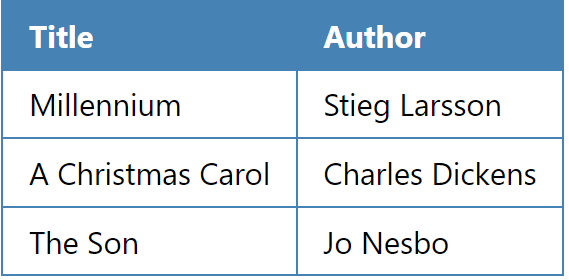 Title Author
Millennium Stieg Larsson
A Christmas Carol Charles Dickens
The Son Jo Nesbo